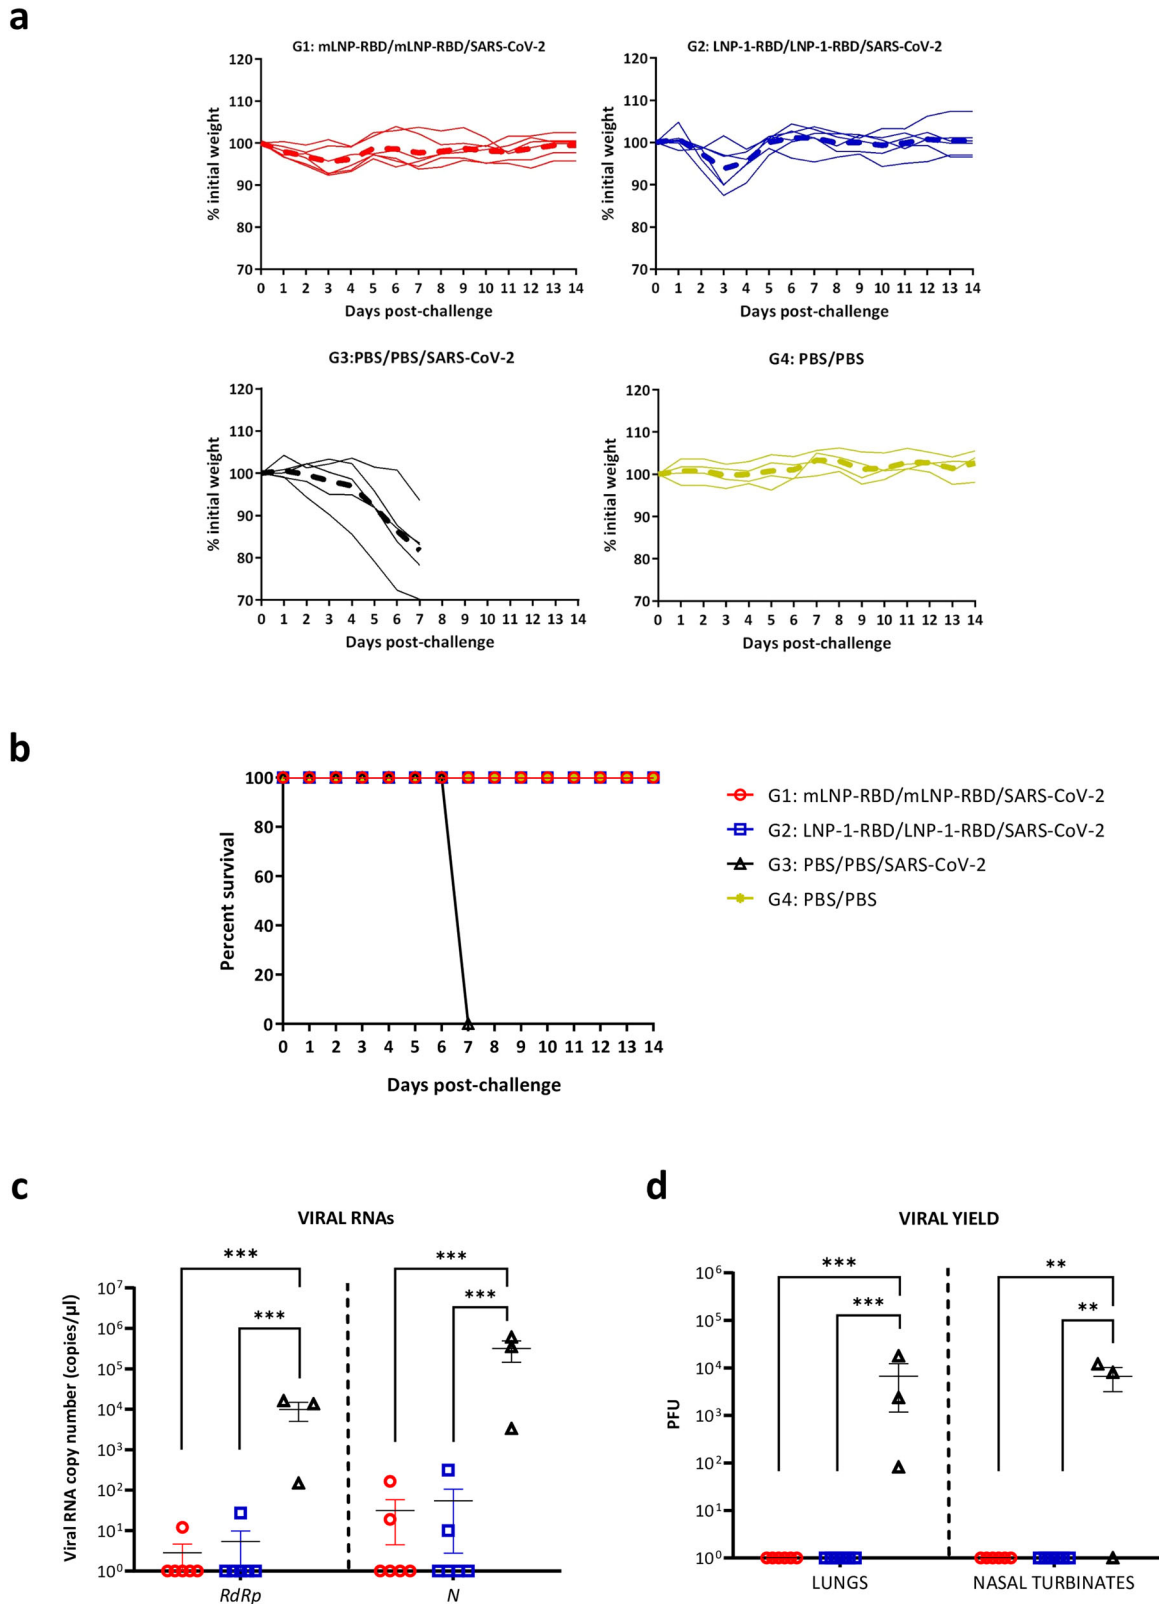 a
G1: mLNP-RBD/mLNP-RBD/SARS-CoV-2
120
110
100
90
80
70
% initial weight
0 1 2 3 4 5 6 7 8 9 10 11 12 13 14
Days post-challenge
G2: LNP-1-RBD/LNP-1-RBD/SARS-CoV-2
120
110
100
90
80
70
% initial weight
0 1 2 3 4 5 6 7 8 9 10 11 12 13 14
Days post-challenge
G3:PBS/PBS/SARS-CoV-2
120
110
100
90
80
70
% initial weight
0 1 2 3 4 5 6 7 8 9 10 11 12 13 14
Days post-challenge
G4: PBS/PBS
120
110
100
90
80
70
% initial weight
0 1 2 3 4 5 6 7 8 9 10 11 12 13 14
Days post-challenge
b
100
80
60
40
20
0
Percent survival
0 1 2 3 4 5 6 7 8 9 10 11 12 13 14
Days post-challenge
G1: mLNP-RBD/mLNP-RBD/SARS-CoV-2
G2: LNP-1-RBD/LNP-1-RBD/SARS-CoV-2
G3: PBS/PBS/SARS-CoV-2
G4: PBS/PBS
c
VIRAL RNAs
***
***
***
***
10⁷
10⁶
10⁵
10⁴
10³
10²
10¹
10⁰
Viral RNA copy number (copies/µl)
RdRp
N
d
VIRAL YIELD
***
**
***
**
10⁶
10⁵
10⁴
10³
10²
10¹
10⁰
PFU
LUNGS
NASAL TURBINATES